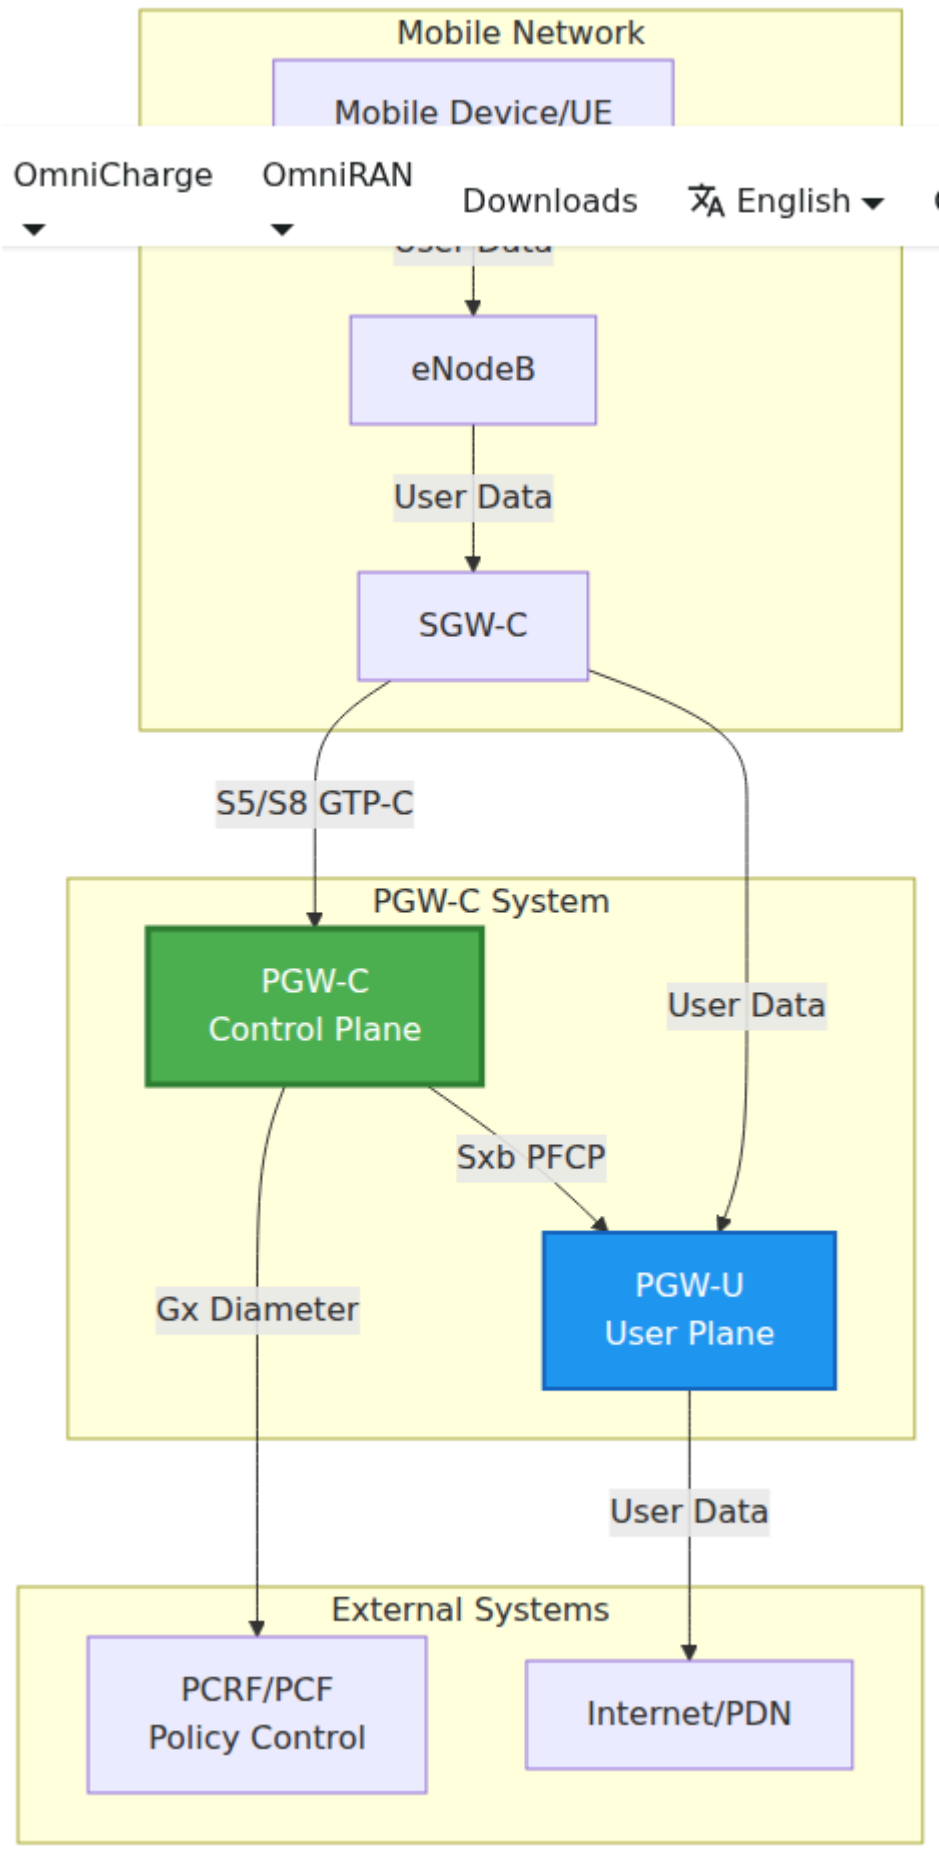 Mobile Network
Mobile Device/UE
OmniCharge
OmniRAN
Downloads
English
User Data
eNodeB
User Data
SGW-C
S5/S8 GTP-C
PGW-C System
PGW-C
Control Plane
User Data
Sxb PFCP
PGW-U
User Plane
Gx Diameter
User Data
External Systems
PCRF/PCF
Policy Control
Internet/PDN